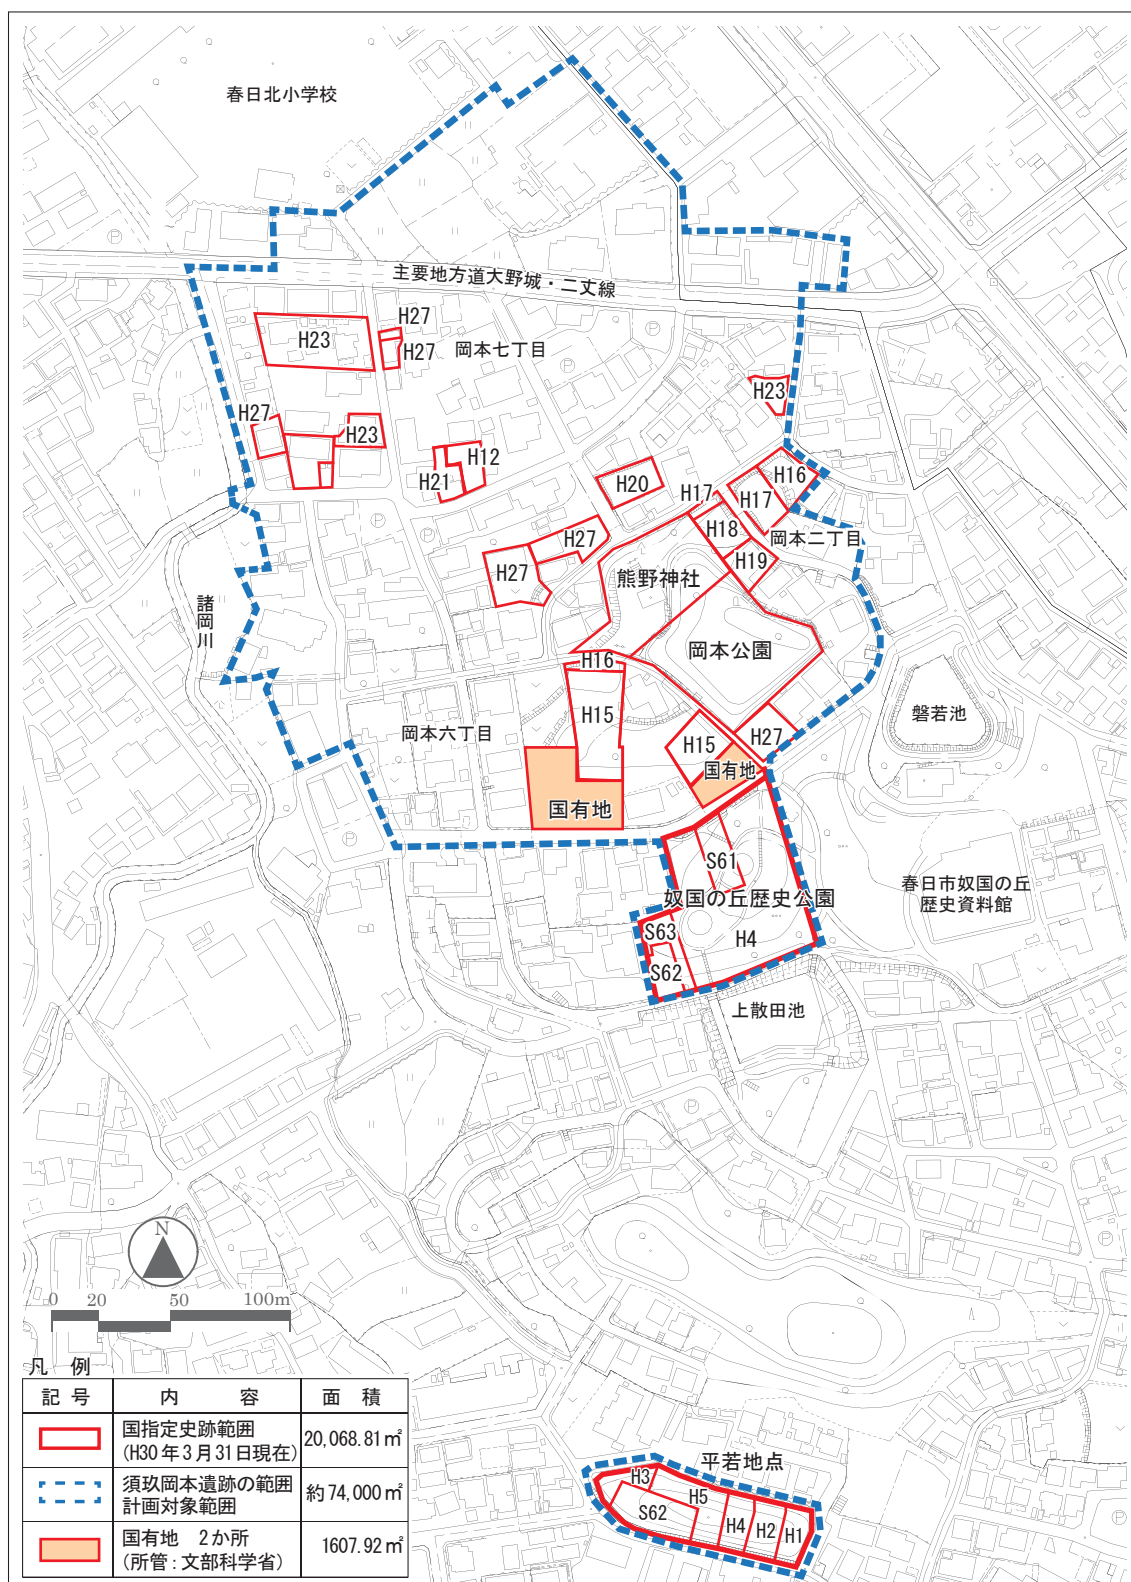 春日北小学校
主要地方道大野城・二丈線
H27
H23
H27
岡本七丁目
H23
H27
H23
H12
H21
H20
H17
H16
H17
H18
岡本二丁目
H19
H27
H27
熊野神社
諸岡川
岡本公園
H16
H15
磐若池
岡本六丁目
H15
H27
国有地
国有地
S61
春日市奴国の丘
歴史資料館
奴国の丘歴史公園
S63
H4
S62
上散田池
平若地点
H3
H5
S62
H4
H2
H1
N
0 20 50 100m
凡 例
記 号 内 容 面 積
国指定史跡範囲
(H30年3月31日現在)
20,068.81㎡
須玖岡本遺跡の範囲
計画対象範囲
約74,000㎡
国有地 2か所
(所管:文部科学省)
1607.92㎡
P
P
P
P
P
P
P